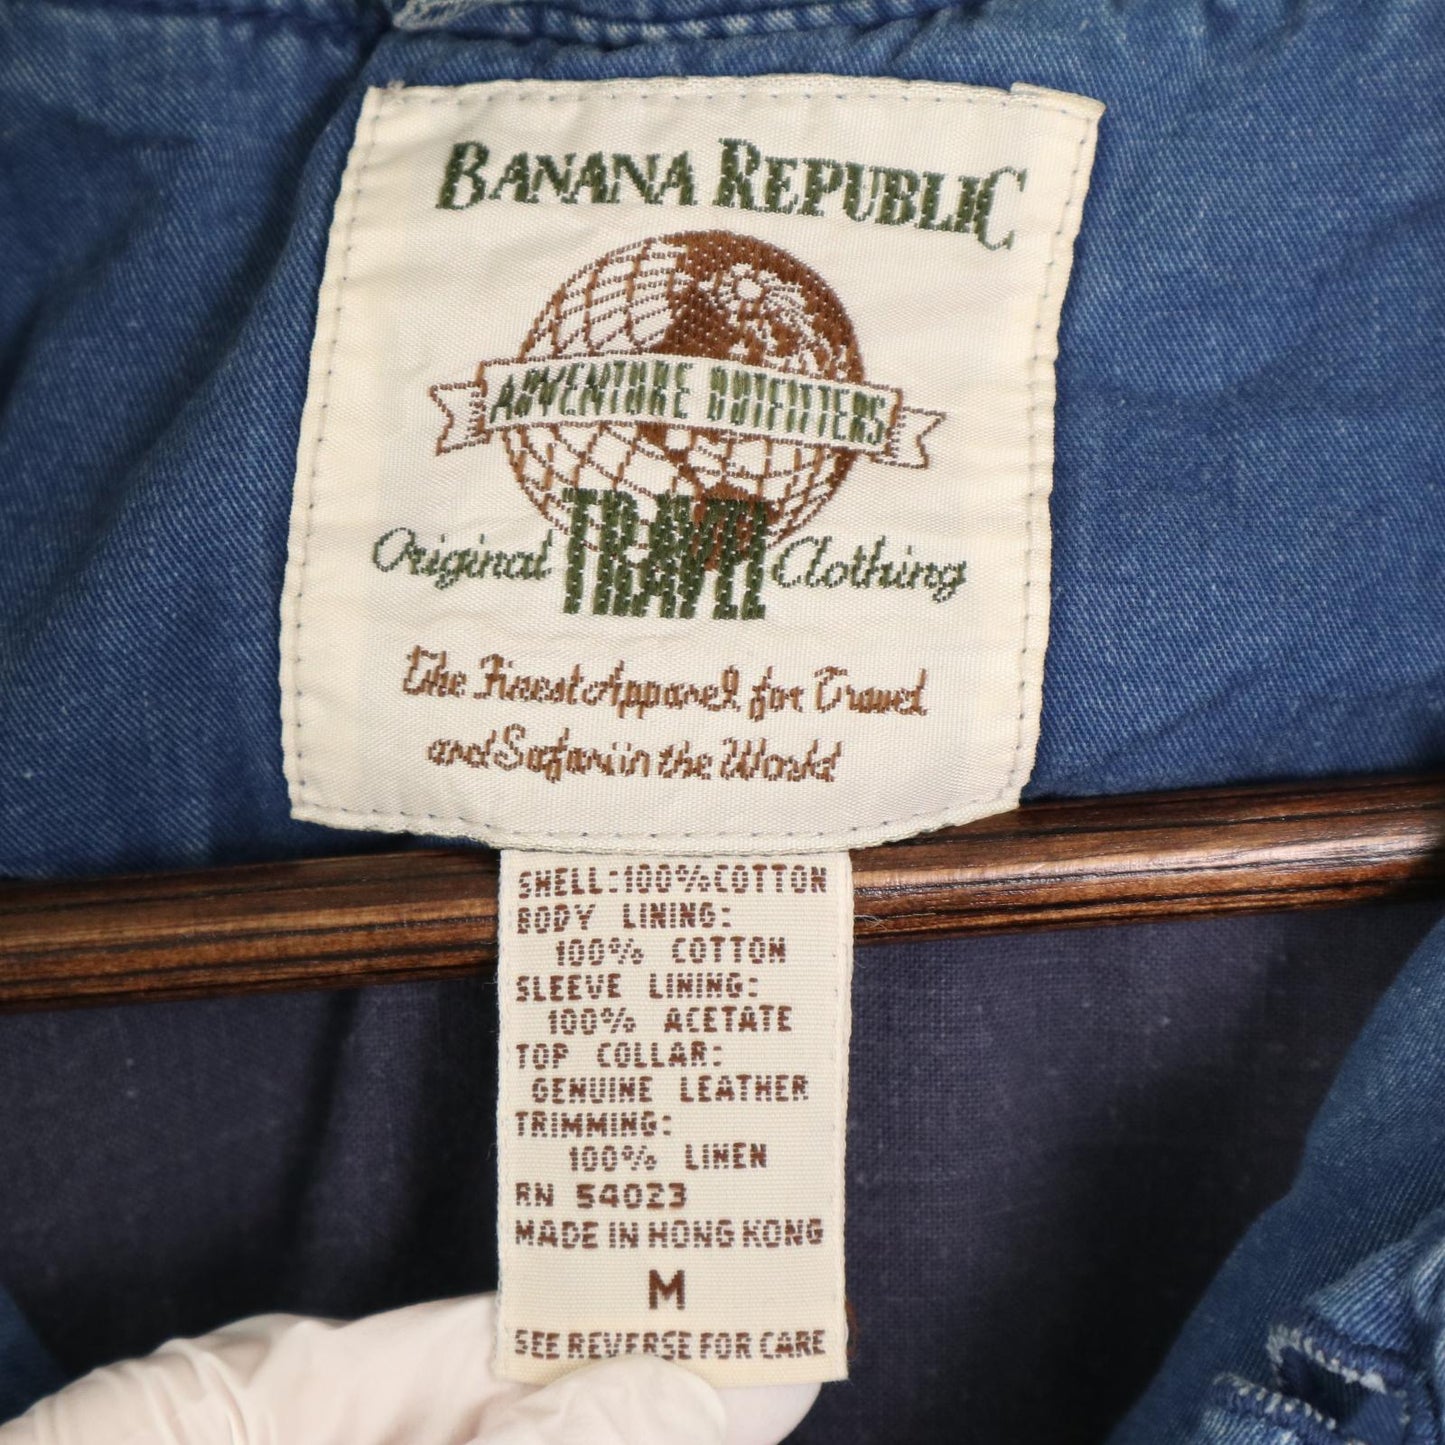 BANANA REPUBLIC
ADVENTURE OUTFITTERS
Original TRAVEL Clothing
The Finest Apparel for Travel
and Safari in the World
SHELL:100%COTTON
BODY LINING:
100% COTTON
SLEEVE LINING:
100% ACETATE
TOP COLLAR:
GENUINE LEATHER
TRIMMING:
100% LINEN
RN 54023
MADE IN HONG KONG
M
SEE REVERSE FOR CARE